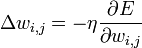 Δw_{i,j} = −η ∂E / ∂w_{i,j}